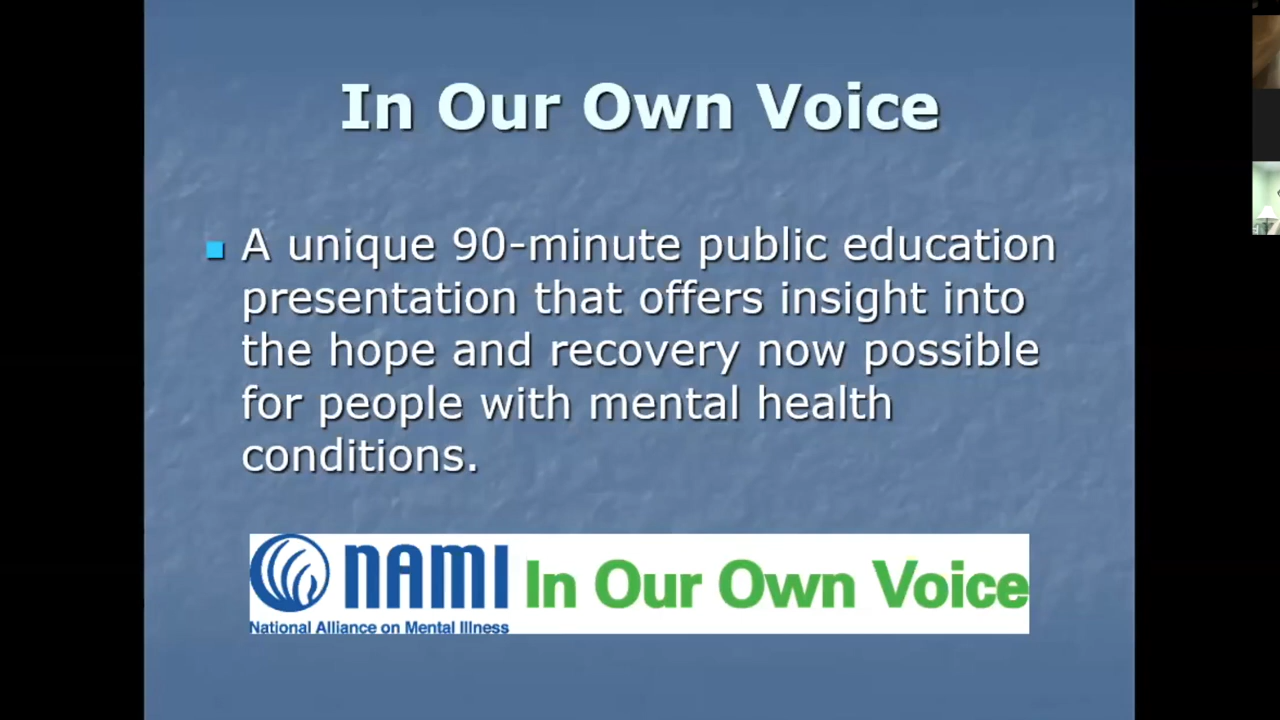 In Our Own Voice
A unique 90-minute public education
presentation that offers insight into
the hope and recovery now possible
for people with mental health
conditions.
NAMI In Our Own Voice
National Alliance on Mental Illness